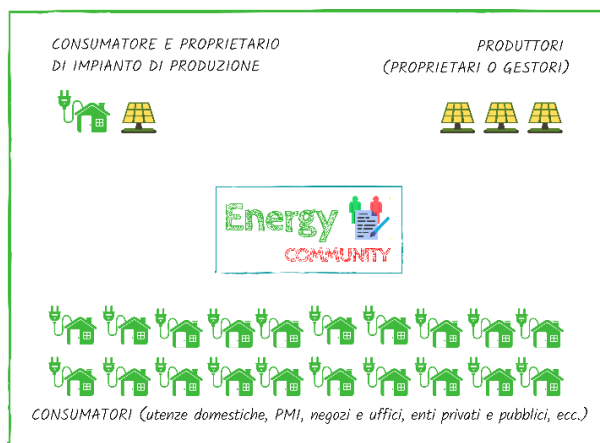 CONSUMATORE E PROPRIETARIO
DI IMPIANTO DI PRODUZIONE
PRODUTTORI
(PROPRIETARI O GESTORI)
Energy
COMMUNITY
CONSUMATORI (utenze domestiche, PMI, negozi e uffici, enti privati e pubblici, ecc.)